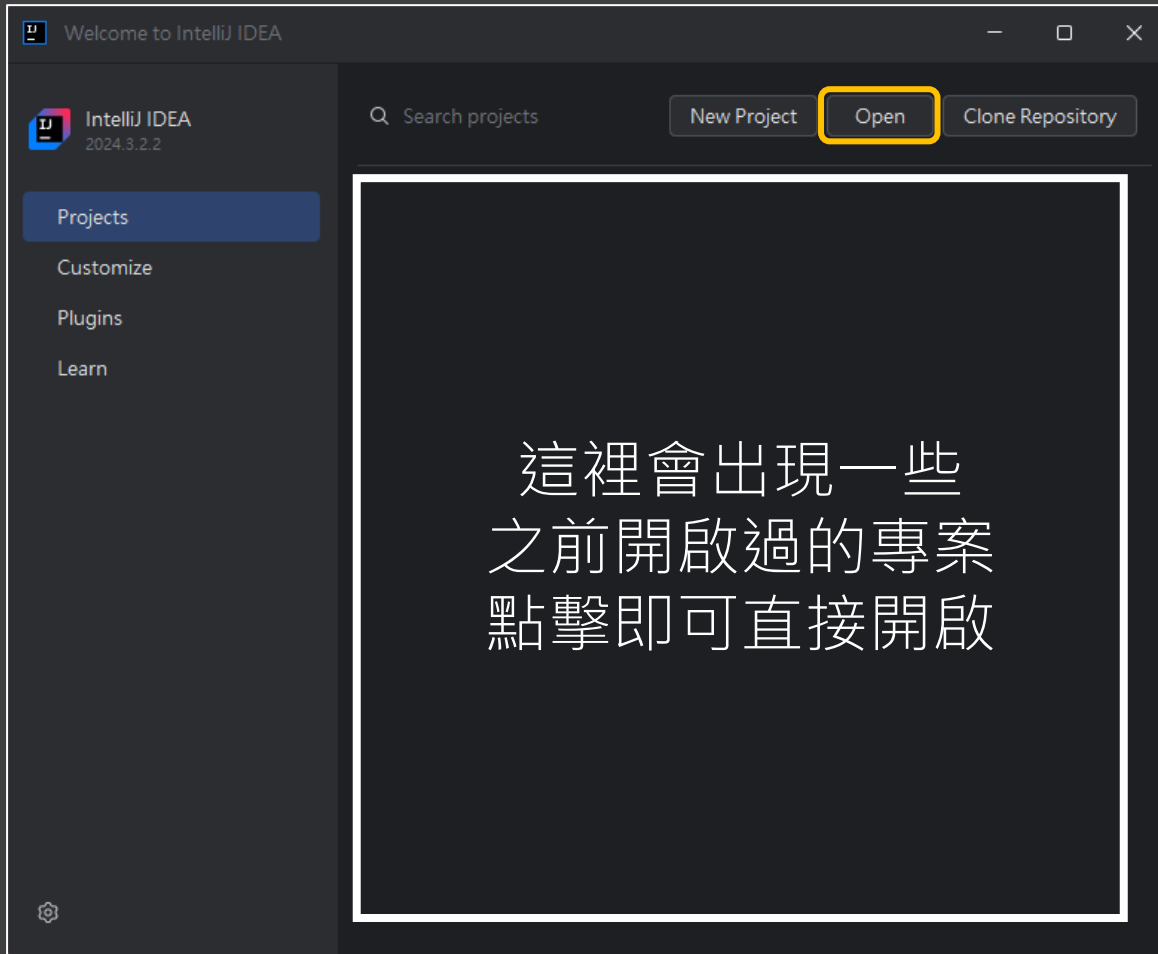 Welcome to IntelliJ IDEA
IntelliJ IDEA
2024.3.2.2
Search projects
New Project
Open
Clone Repository
Projects
Customize
Plugins
Learn
這裡會出現一些
之前開啟過的專案
點擊即可直接開啟